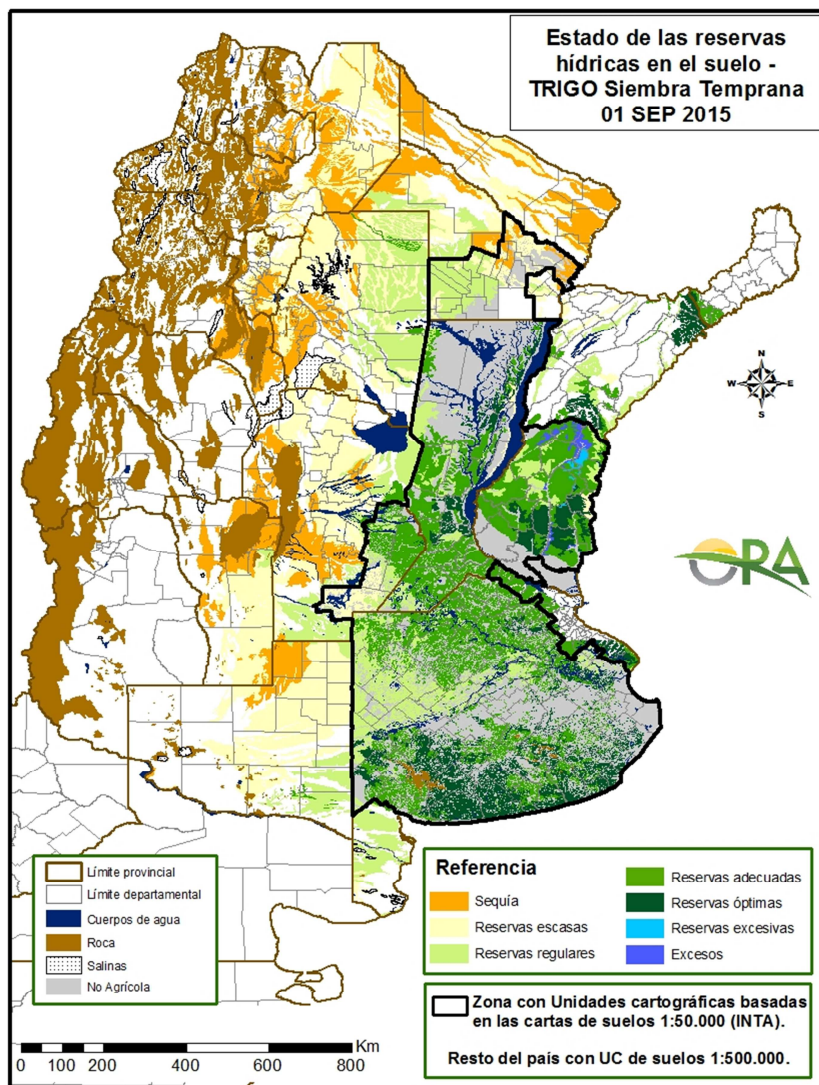 Estado de las reservas
hídricas en el suelo -
TRIGO Siembra Temprana
01 SEP 2015
N
W
E
S
ORA
Límite provincial
Límite departamental
Cuerpos de agua
Roca
Salinas
No Agrícola
Referencia
Sequía
Reservas escasas
Reservas regulares
Reservas adecuadas
Reservas óptimas
Reservas excesivas
Excesos
Zona con Unidades cartográficas basadas
en las cartas de suelos 1:50.000 (INTA).
Resto del país con UC de suelos 1:500.000.
0 100 200 400 600 800 Km